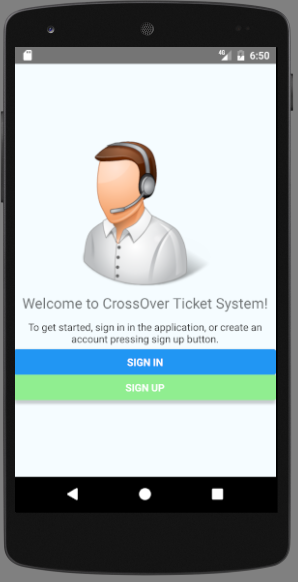 4G 6:50
Welcome to CrossOver Ticket System!
To get started, sign in in the application, or create an
account pressing sign up button.
SIGN IN
SIGN UP